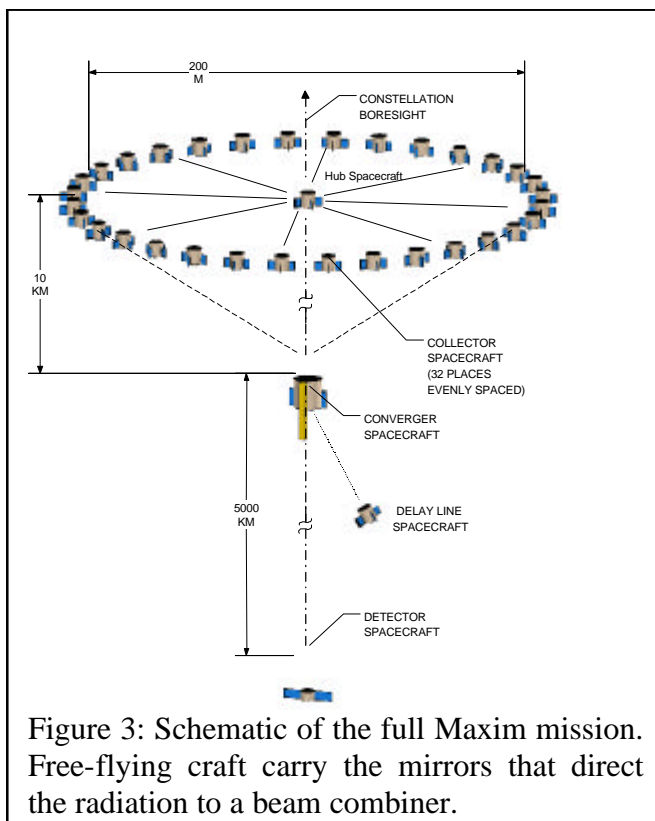 200
M
CONSTELLATION
BORESIGHT
Hub Spacecraft
10
KM
COLLECTOR
SPACECRAFT
(32 PLACES
EVENLY SPACED)
CONVERGER
SPACECRAFT
5000
KM
DELAY LINE
SPACECRAFT
DETECTOR
SPACECRAFT
Figure 3: Schematic of the full Maxim mission.
Free-flying craft carry the mirrors that direct
the radiation to a beam combiner.